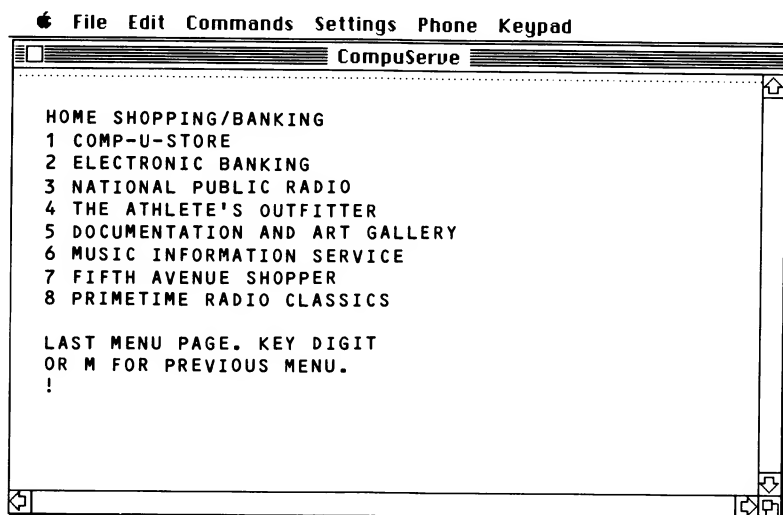 File Edit Commands Settings Phone Keypad
CompuServe
HOME SHOPPING/BANKING
1 COMP-U-STORE
2 ELECTRONIC BANKING
3 NATIONAL PUBLIC RADIO
4 THE ATHLETE'S OUTFITTER
5 DOCUMENTATION AND ART GALLERY
6 MUSIC INFORMATION SERVICE
7 FIFTH AVENUE SHOPPER
8 PRIMETIME RADIO CLASSICS
LAST MENU PAGE. KEY DIGIT
OR M FOR PREVIOUS MENU.
!